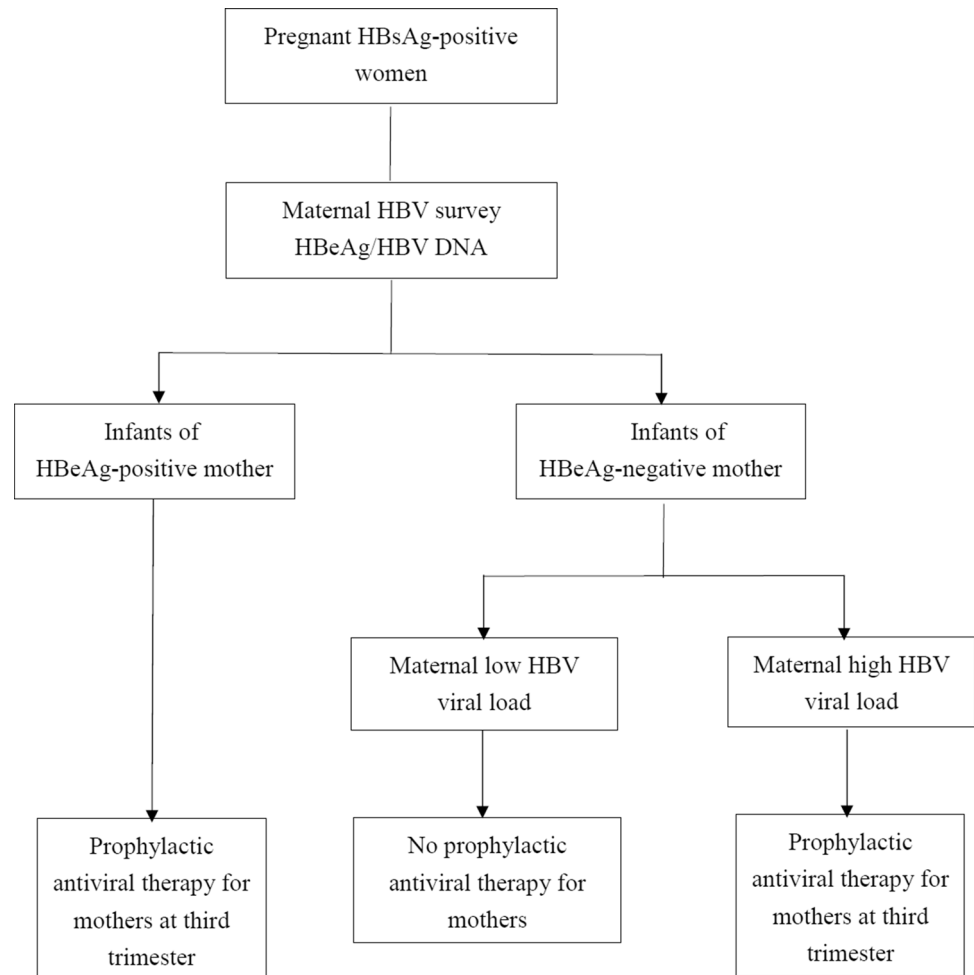 Pregnant HBsAg-positive
women
Maternal HBV survey
HBeAg/HBV DNA
Infants of
HBeAg-positive mother
Infants of
HBeAg-negative mother
Maternal low HBV
viral load
Maternal high HBV
viral load
Prophylactic
antiviral therapy for
mothers at third
trimester
No prophylactic
antiviral therapy for
mothers
Prophylactic
antiviral therapy for
mothers at third
trimester